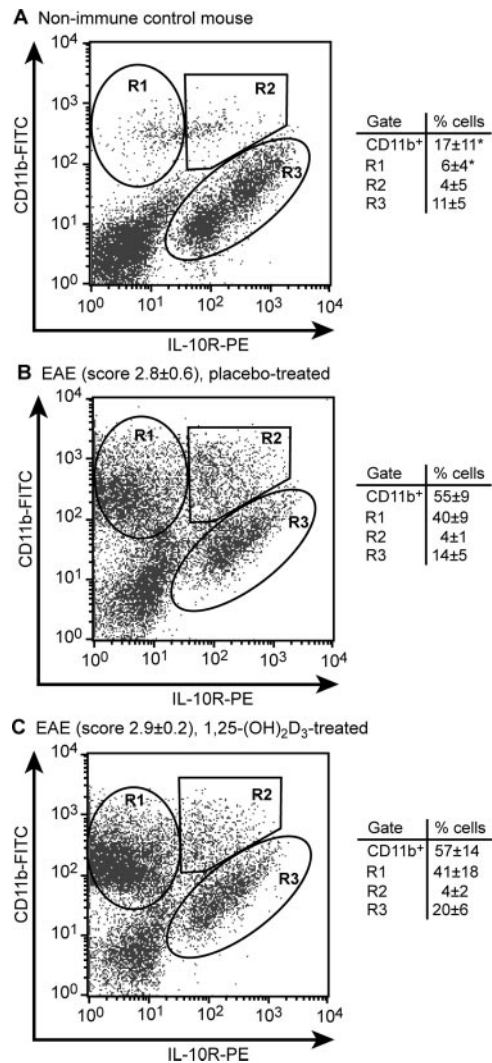 A Non-immune control mouse
10⁴
10³
10²
10¹
10⁰
CD11b-FITC
R1
R2
R3
10⁰ 10¹ 10² 10³ 10⁴
IL-10R-PE
Gate % cells
CD11b⁺ 17±11*
R1 6±4*
R2 4±5
R3 11±5
B EAE (score 2.8±0.6), placebo-treated
10⁴
10³
10²
10¹
10⁰
CD11b-FITC
R1
R2
R3
10⁰ 10¹ 10² 10³ 10⁴
IL-10R-PE
Gate % cells
CD11b⁺ 55±9
R1 40±9
R2 4±1
R3 14±5
C EAE (score 2.9±0.2), 1,25-(OH)₂D₃-treated
10⁴
10³
10²
10¹
10⁰
CD11b-FITC
R1
R2
R3
10⁰ 10¹ 10² 10³ 10⁴
IL-10R-PE
Gate % cells
CD11b⁺ 57±14
R1 41±18
R2 4±2
R3 20±6